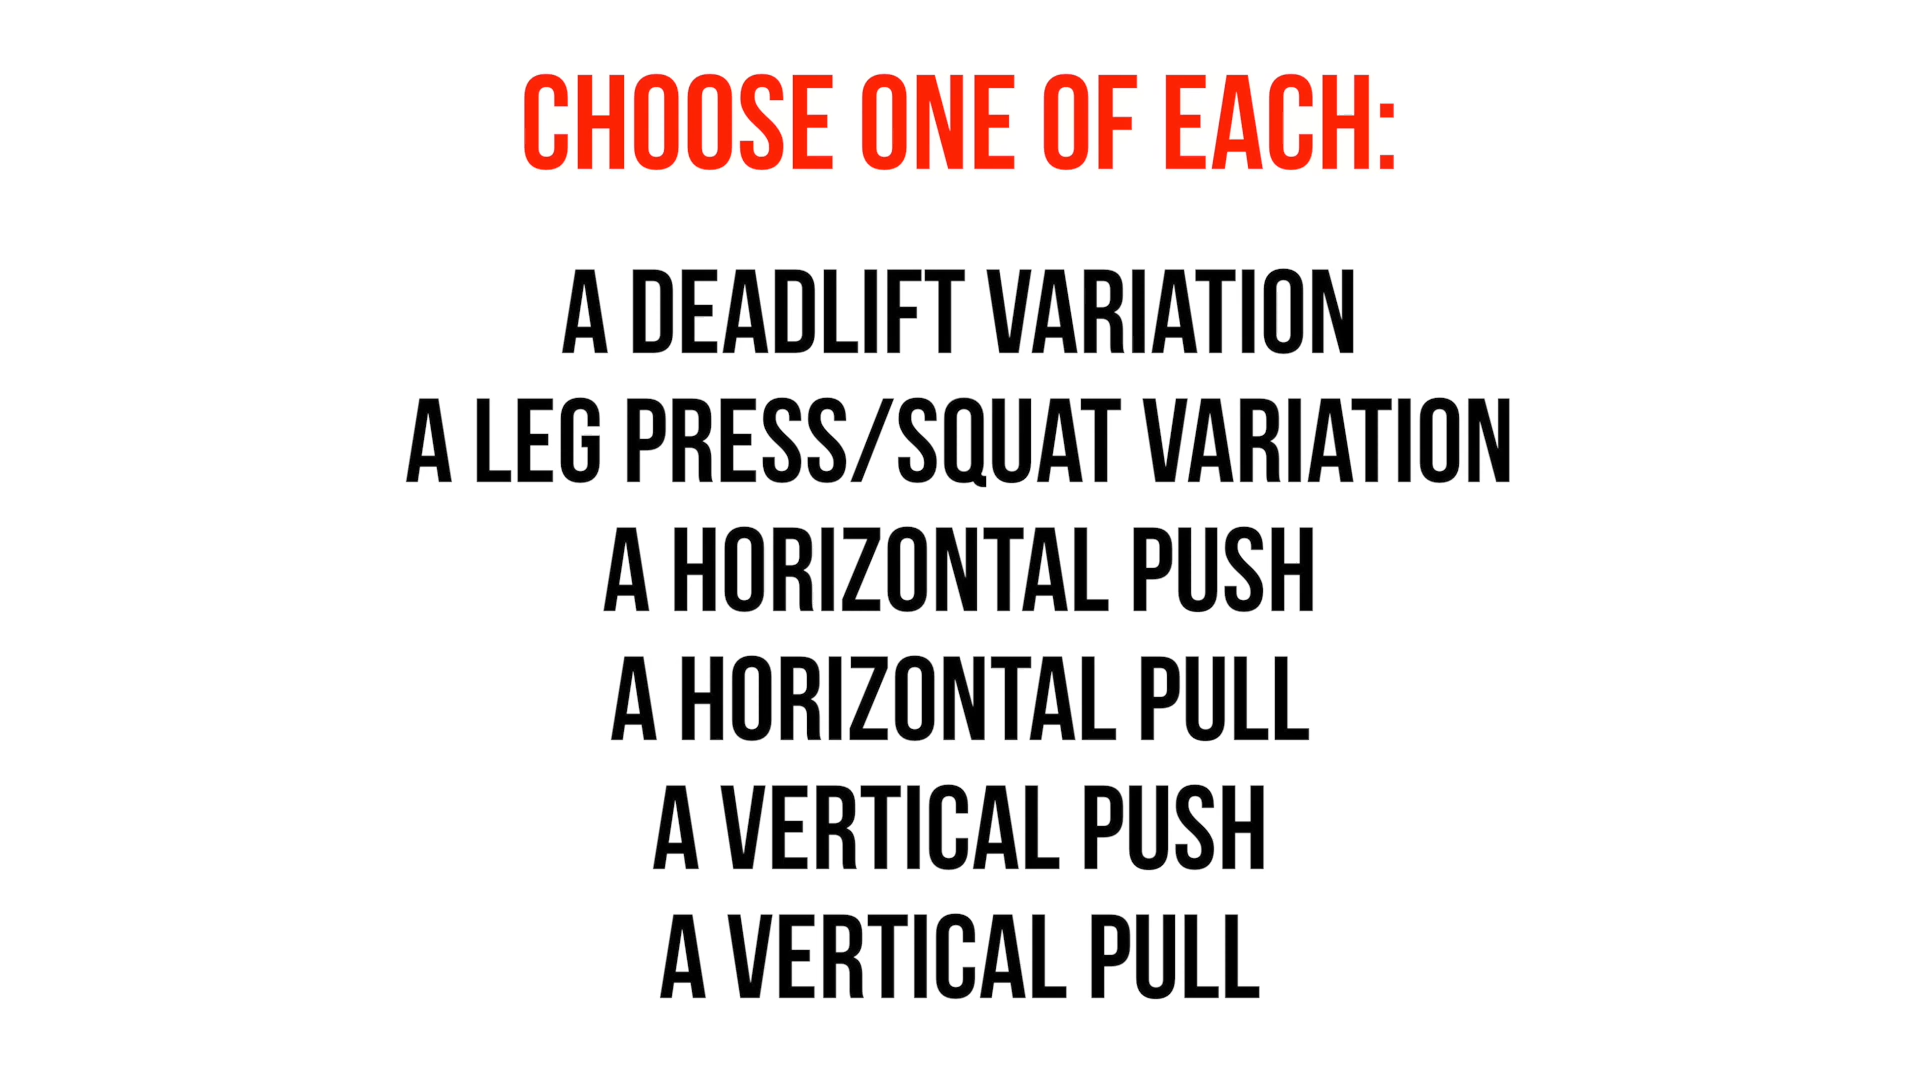 CHOOSE ONE OF EACH:
A DEADLIFT VARIATION
A LEG PRESS/SQUAT VARIATION
A HORIZONTAL PUSH
A HORIZONTAL PULL
A VERTICAL PUSH
A VERTICAL PULL